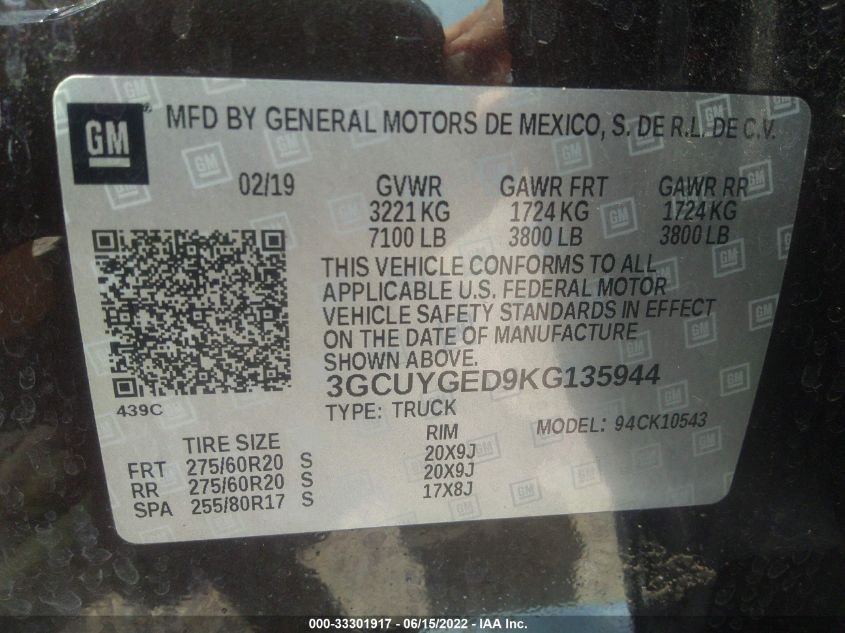 GM ® MFD BY GENERAL MOTORS DE MEXICO, S. DE R.L. DE C.V.
02/19 GVWR GAWR FRT GAWR RR
3221 KG 1724 KG 1724 KG
7100 LB 3800 LB 3800 LB
THIS VEHICLE CONFORMS TO ALL
APPLICABLE U.S. FEDERAL MOTOR
VEHICLE SAFETY STANDARDS IN EFFECT
ON THE DATE OF MANUFACTURE
SHOWN ABOVE.
3GCUYGED9KG135944
439C TYPE: TRUCK MODEL: 94CK10543
TIRE SIZE RIM
FRT 275/60R20 S 20X9J
RR 275/60R20 S 20X9J
SPA 255/80R17 S 17X8J
000-33301917 - 06/15/2022 - IAA Inc.